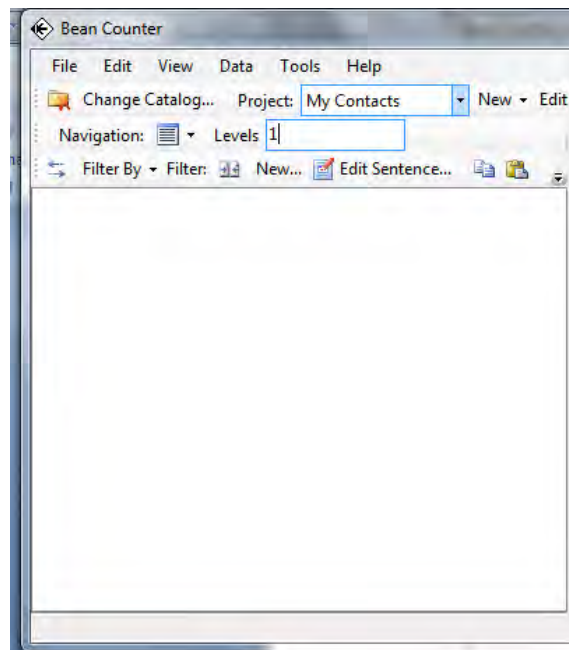 Bean Counter
File Edit View Data Tools Help
Change Catalog... Project: My Contacts New Edit
Navigation: Levels 1
Filter By Filter: New... Edit Sentence...